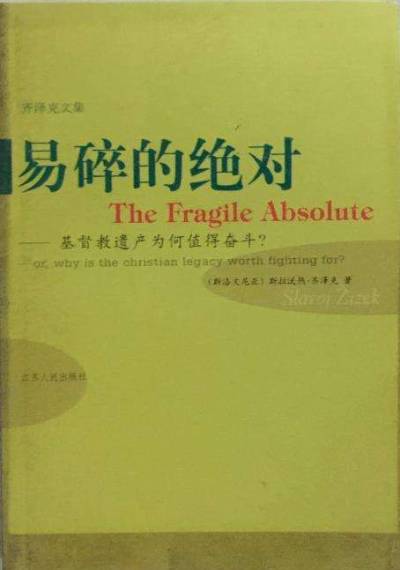 齐泽克文集
易碎的绝对
The Fragile Absolute
—— 基督教遗产为何值得奋斗?
—or, why is the christian legacy worth fighting for?
(斯洛文尼亚) 斯拉沃热·齐泽克 著
Slavoj Zizek
江苏人民出版社